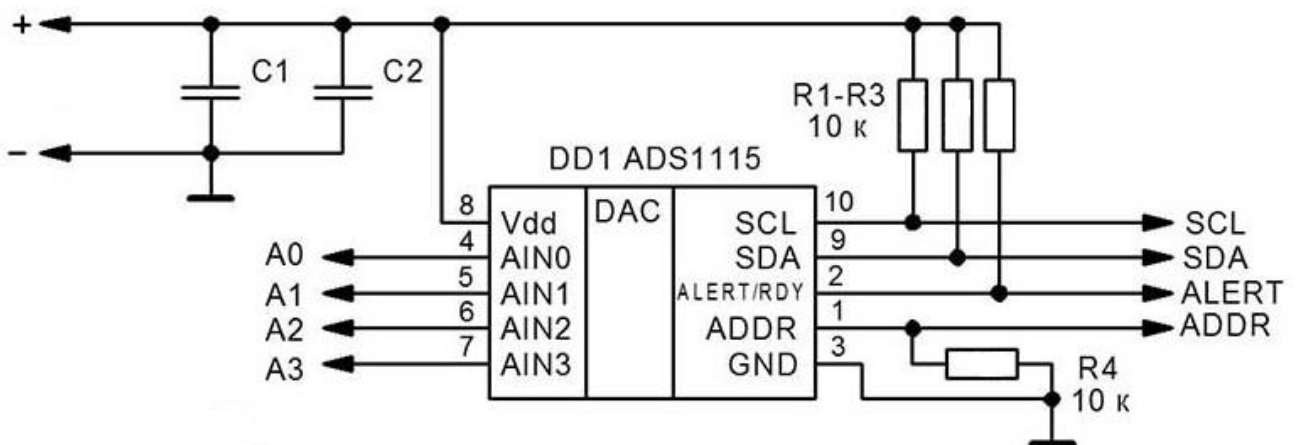 +
C1
C2
R1-R3
10 к
–
DD1 ADS1115
8
Vdd
DAC
SCL
10
SCL
A0
4
AIN0
SDA
9
SDA
A1
5
AIN1
ALERT/RDY
2
ALERT
A2
6
AIN2
ADDR
1
ADDR
A3
7
AIN3
GND
3
R4
10 к